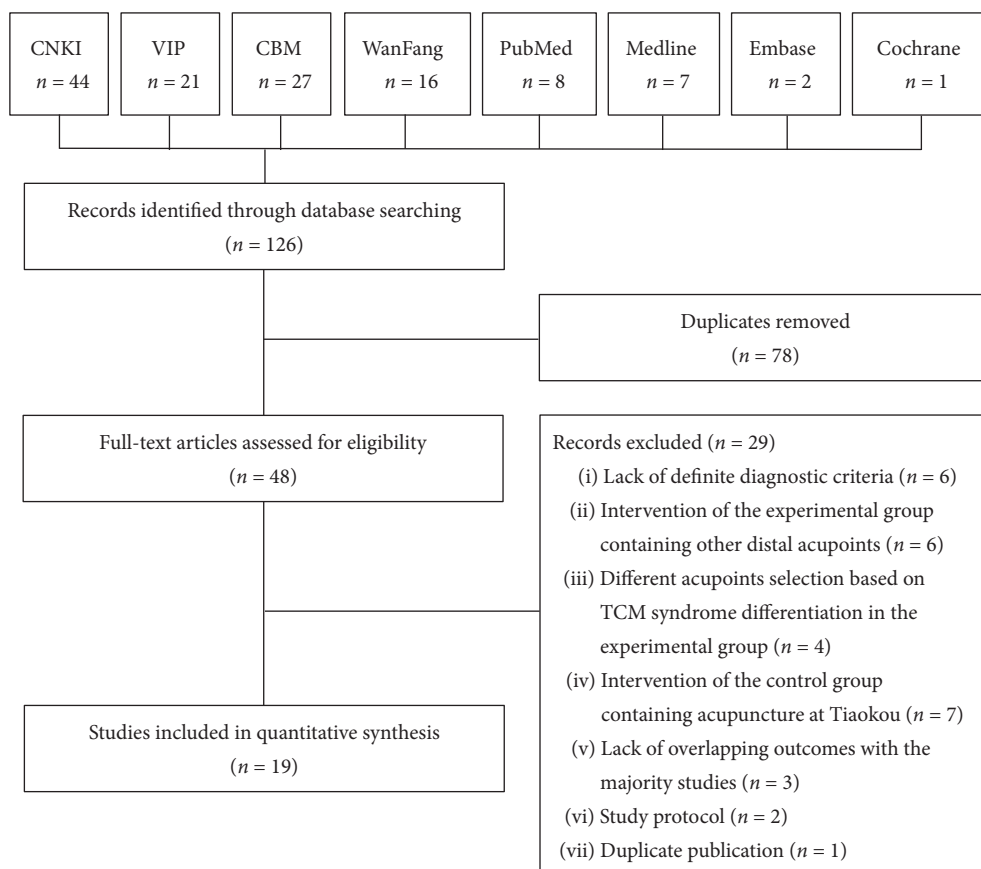 CNKI
n = 44
VIP
n = 21
CBM
n = 27
WanFang
n = 16
PubMed
n = 8
Medline
n = 7
Embase
n = 2
Cochrane
n = 1
Records identified through database searching
(n = 126)
Duplicates removed
(n = 78)
Full-text articles assessed for eligibility
(n = 48)
Records excluded (n = 29)
(i) Lack of definite diagnostic criteria (n = 6)
(ii) Intervention of the experimental group
containing other distal acupoints (n = 6)
(iii) Different acupoints selection based on
TCM syndrome differentiation in the
experimental group (n = 4)
(iv) Intervention of the control group
containing acupuncture at Tiaokou (n = 7)
(v) Lack of overlapping outcomes with the
majority studies (n = 3)
(vi) Study protocol (n = 2)
(vii) Duplicate publication (n = 1)
Studies included in quantitative synthesis
(n = 19)